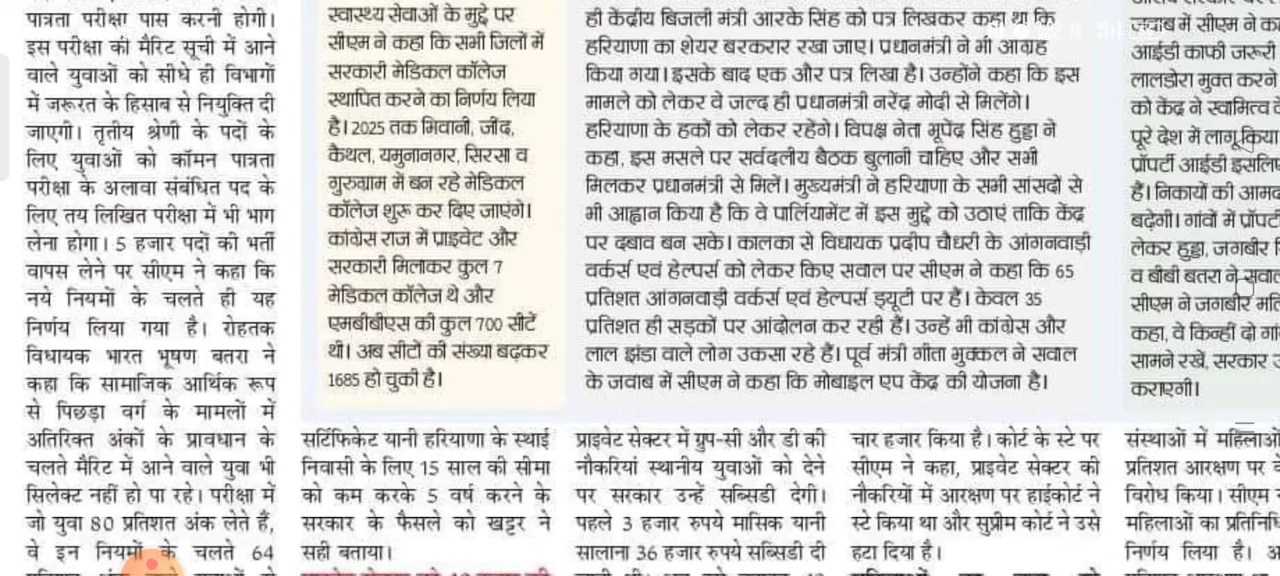 पात्रता परीक्षा पास करनी होगी।
इस परीक्षा की मैरिट सूची में आने
वाले युवाओं को सीधे ही विभागों
में जरूरत के हिसाब से नियुक्ति दी
जाएगी। तृतीय श्रेणी के पदों के
लिए युवाओं को कॉमन पात्रता
परीक्षा के अलावा संबंधित पद के
लिए तय लिखित परीक्षा में भी भाग
लेना होगा। 5 हजार पदों की भर्ती
वापस लेने पर सीएम ने कहा कि
नये नियमों के चलते ही यह
निर्णय लिया गया है। रोहतक
विधायक भारत भूषण बतरा ने
कहा कि सामाजिक आर्थिक रूप
से पिछड़ा वर्ग के मामलों में
अतिरिक्त अंकों के प्रावधान के
चलते मैरिट में आने वाले युवा भी
सिलेक्ट नहीं हो पा रहे। परीक्षा में
जो युवा 80 प्रतिशत अंक लेते हैं,
वे इन नियमों के चलते 64
स्वास्थ्य सेवाओं के मुद्दे पर
सीएम ने कहा कि सभी जिलों में
सरकारी मेडिकल कॉलेज
स्थापित करने का निर्णय लिया
है। 2025 तक भिवानी, जींद,
कैथल, यमुनानगर, सिरसा व
गुरुग्राम में बन रहे मेडिकल
कॉलेज शुरू कर दिए जाएंगे।
कांग्रेस राज में प्राइवेट और
सरकारी मिलाकर कुल 7
मेडिकल कॉलेज थे और
एमबीबीएस की कुल 700 सीटें
थी। अब सीटों की संख्या बढ़कर
1685 हो चुकी है।
ही केंद्रीय बिजली मंत्री आरके सिंह को पत्र लिखकर कहा था कि
हरियाणा का शेयर बरकरार रखा जाए। प्रधानमंत्री ने भी आग्रह
किया गया। इसके बाद एक और पत्र लिखा है। उन्होंने कहा कि इस
मामले को लेकर वे जल्द ही प्रधानमंत्री नरेंद्र मोदी से मिलेंगे।
हरियाणा के हकों को लेकर रहेंगे। विपक्ष नेता भूपेंद्र सिंह हुड्डा ने
कहा, इस मसले पर सर्वदलीय बैठक बुलानी चाहिए और सभी
मिलकर प्रधानमंत्री से मिलें। मुख्यमंत्री ने हरियाणा के सभी सांसदों से
भी आह्वान किया है कि वे पार्लियामेंट में इस मुद्दे को उठाएं ताकि केंद्र
पर दबाव बन सके। कालका से विधायक प्रदीप चौधरी के आंगनवाड़ी
वर्कर्स एवं हेल्पर्स को लेकर किए सवाल पर सीएम ने कहा कि 65
प्रतिशत आंगनवाड़ी वर्कर्स एवं हेल्पर्स ड्यूटी पर हैं। केवल 35
प्रतिशत ही सड़कों पर आंदोलन कर रही हैं। उन्हें भी कांग्रेस और
लाल झंडा वाले लोग उकसा रहे हैं। पूर्व मंत्री गीता भुक्कल ने सवाल
के जवाब में सीएम ने कहा कि मोबाइल एप केंद्र की योजना है।
जवाब में सीएम ने
आईडी काफी जरूरी
लालडोरा मुक्त करने
को केंद्र ने स्वामित्व
पूरे देश में लागू किया
प्रॉपर्टी आईडी
हैं। निकायों की
बढ़ेगी। गांवों में
लेकर हुड्डा, जगबीर
व बीबी बतरा ने
सीएम ने जगबीर
कहा, वे किन्हीं दो
सामने रखें, सरकार
कराएगी।
सर्टिफिकेट यानी हरियाणा के स्थाई
निवासी के लिए 15 साल की सीमा
को कम करके 5 वर्ष करने के
सरकार के फैसले को खट्टर ने
सही बताया।
प्राइवेट सेक्टर में ग्रुप-सी और डी की
नौकरियां स्थानीय युवाओं को देने
पर सरकार उन्हें सब्सिडी देगी।
पहले 3 हजार रुपये मासिक यानी
सालाना 36 हजार रुपये सब्सिडी दी
चार हजार किया है। कोर्ट के स्टे पर
सीएम ने कहा, प्राइवेट सेक्टर की
नौकरियों में आरक्षण पर हाईकोर्ट ने
स्टे किया था और सुप्रीम कोर्ट ने उसे
हटा दिया है।
संस्थाओं में महिलाओं
प्रतिशत आरक्षण पर
विरोध किया। सीएम
महिलाओं का
निर्णय लिया है।